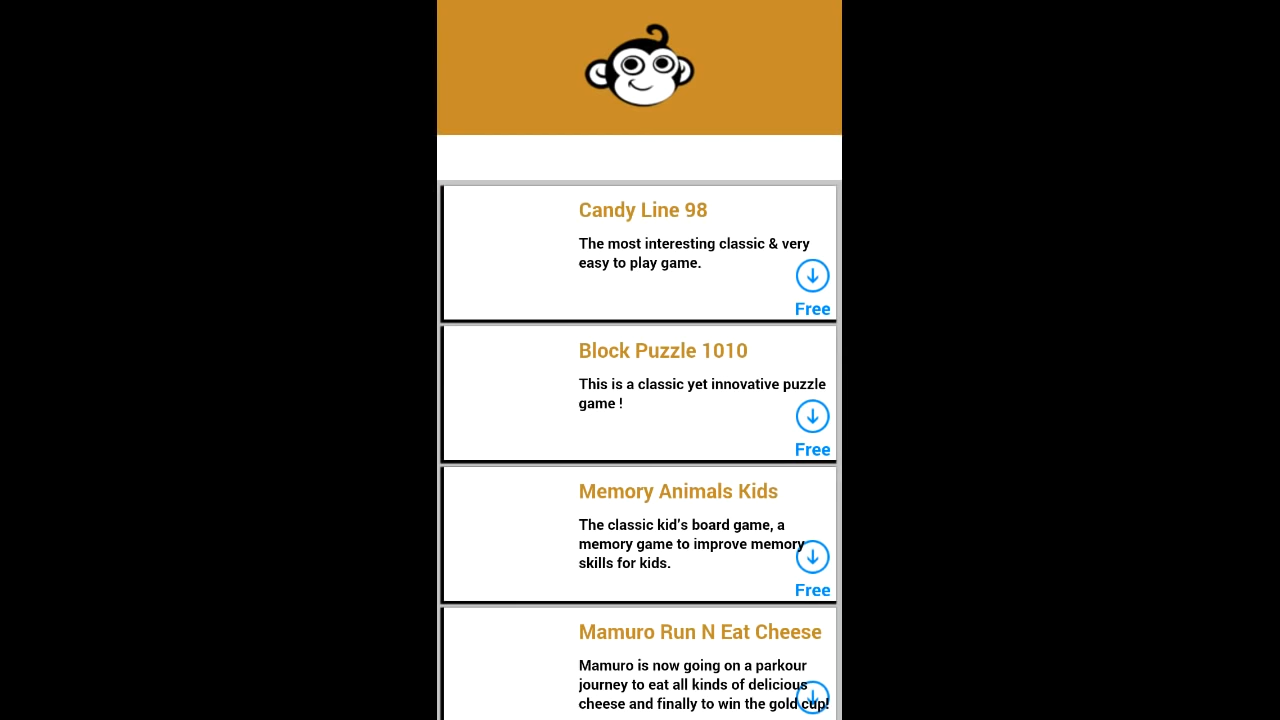 Candy Line 98
The most interesting classic & very
easy to play game.
Free
Block Puzzle 1010
This is a classic yet innovative puzzle
game !
Free
Memory Animals Kids
The classic kid's board game, a
memory game to improve memory
skills for kids.
Free
Mamuro Run N Eat Cheese
Mamuro is now going on a parkour
journey to eat all kinds of delicious
cheese and finally to win the gold cup!